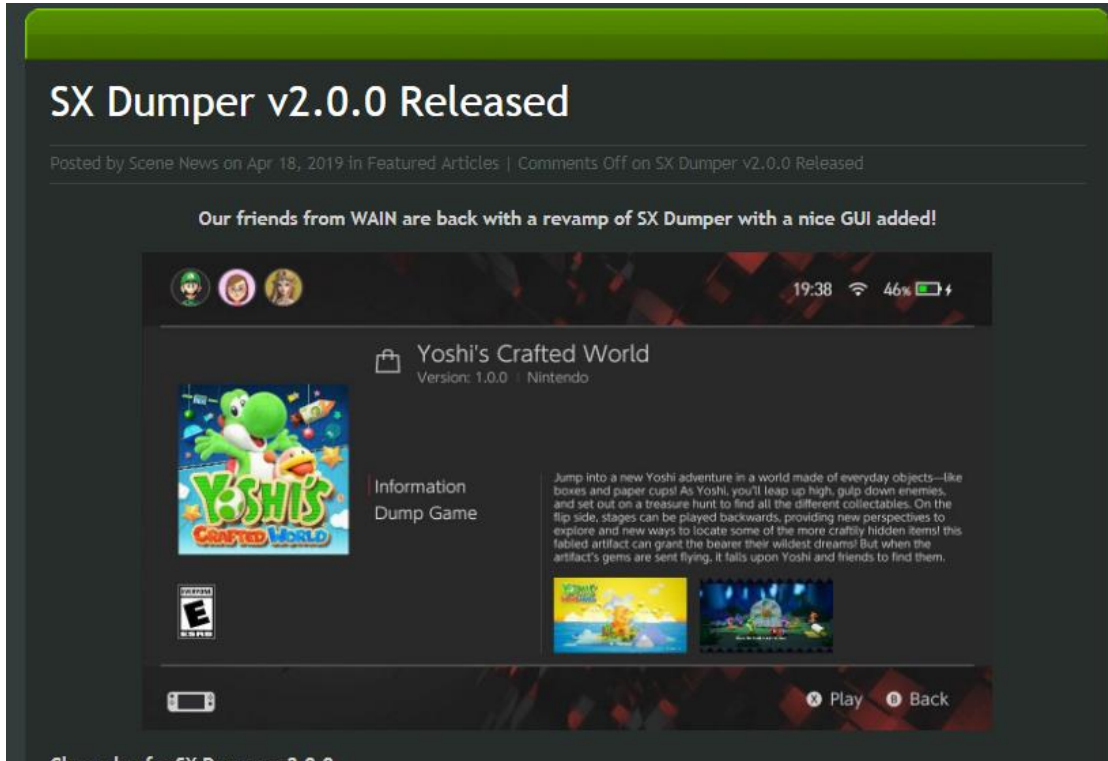 SX Dumper v2.0.0 Released
Posted by Scene News on Apr 18, 2019 in Featured Articles | Comments Off on SX Dumper v2.0.0 Released
Our friends from WAIN are back with a revamp of SX Dumper with a nice GUI added!
19:38 46%
Yoshi's Crafted World
Version: 1.0.0 | Nintendo
YOSHI'S
CRAFTED WORLD
Information
Dump Game
Jump into a new Yoshi adventure in a world made of everyday objects—like
boxes and paper cups! As Yoshi, you'll leap up high, gulp down enemies,
and set out on a treasure hunt to find all the different collectables. On the
flip side, stages can be played backwards, providing new perspectives to
explore and new ways to locate some of the more craftily hidden items! this
fabled artifact can grant the bearer their wildest dreams! But when the
artifact's gems are sent flying, it falls upon Yoshi and friends to find them.
EVERYONE
E
ESRB
X Play B Back